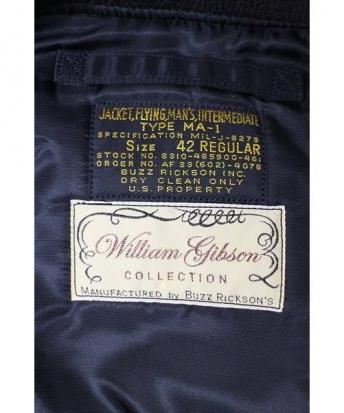 JACKET, FLYING, MAN'S, INTERMEDIATE
TYPE MA-1
SPECIFICATION MIL-J-8279
SIZE 42 REGULAR
STOCK NO. 8310-485900-461
ORDER NO. AF 33(602)-4078
BUZZ RICKSON INC.
DRY CLEAN ONLY
U.S. PROPERTY
William Gibson
COLLECTION
MANUFACTURED by BUZZ RICKSON'S